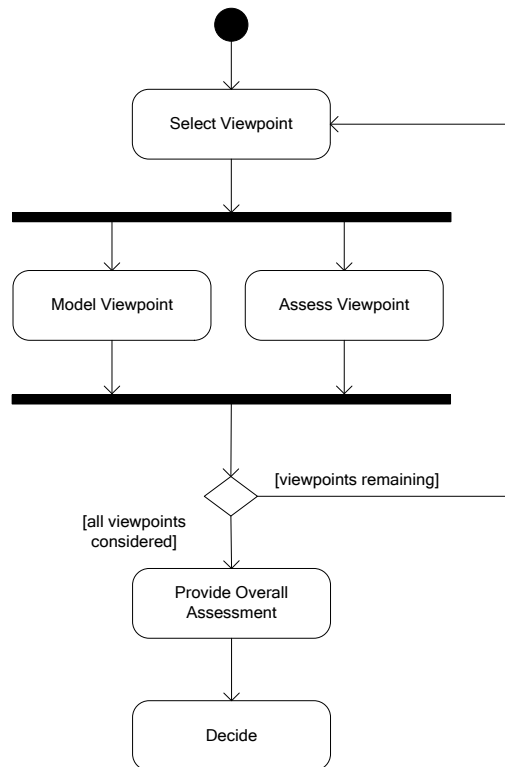 Select Viewpoint
Model Viewpoint
Assess Viewpoint
[viewpoints remaining]
[all viewpoints
considered]
Provide Overall
Assessment
Decide